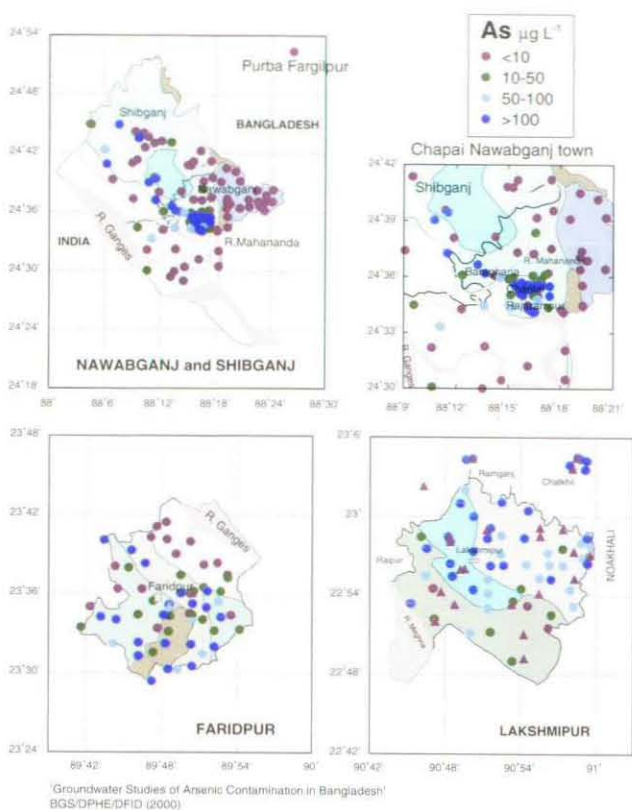 24˚54'
24˚48'
24˚42'
24˚36'
24˚30'
24˚24'
24˚18'
88˚6'
88˚12'
88˚18'
88˚24'
88˚30'
Purba Fargilpur
Shibganj
BANGLADESH
Nawabganj
R. Ganges
INDIA
R.Mahananda
NAWABGANJ and SHIBGANJ
As µg L⁻¹
<10
10-50
50-100
>100
Chapai Nawabganj town
24˚42'
24˚39'
24˚36'
24˚33'
24˚30'
88˚9'
88˚12'
88˚15'
88˚18'
88˚21'
Shibganj
R. Mahananda
R. Ganges
23˚48'
23˚42'
23˚36'
23˚30'
23˚24'
89˚42'
89˚48'
89˚54'
90˚
R. Ganges
Faridpur
FARIDPUR
23˚6'
23˚
22˚54'
22˚48'
22˚42'
90˚42'
90˚48'
90˚54'
91˚
Ramganj
Chatkhil
Lakshmipur
Raipur
NOAKHALI
R. Meghna
LAKSHMIPUR
'Groundwater Studies of Arsenic Contamination in Bangladesh'
BGS/DPHE/DFID (2000)